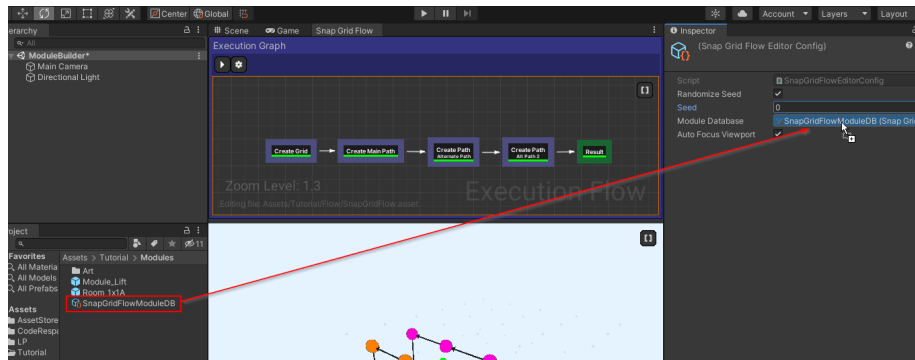 Center Global
Account
Layers
Layout
erarchy
All
ModuleBuilder*
Main Camera
Directional Light
Scene
Game
Snap Grid Flow
Execution Graph
Create Grid
Create Main Path
Create Path
Alternate Path
Create Path
Alt Path 2
Result
Zoom Level: 1.3
Execution Flow
Editing file: Assets/Tutorial/Flow/SnapGridFlow.asset
Inspector
(Snap Grid Flow Editor Config)
Script
SnapGridFlowEditorConfig
Randomize Seed
Seed
0
Module Database
SnapGridFlowModuleDB (Snap Gri
Auto Focus Viewport
oject
11
Favorites
All Materia
All Models
All Prefabs
Assets
AssetStore
CodeRespa
LP
Tutorial
Assets > Tutorial > Modules
Art
Module_Lift
Room 1x1A
SnapGridFlowModuleDB